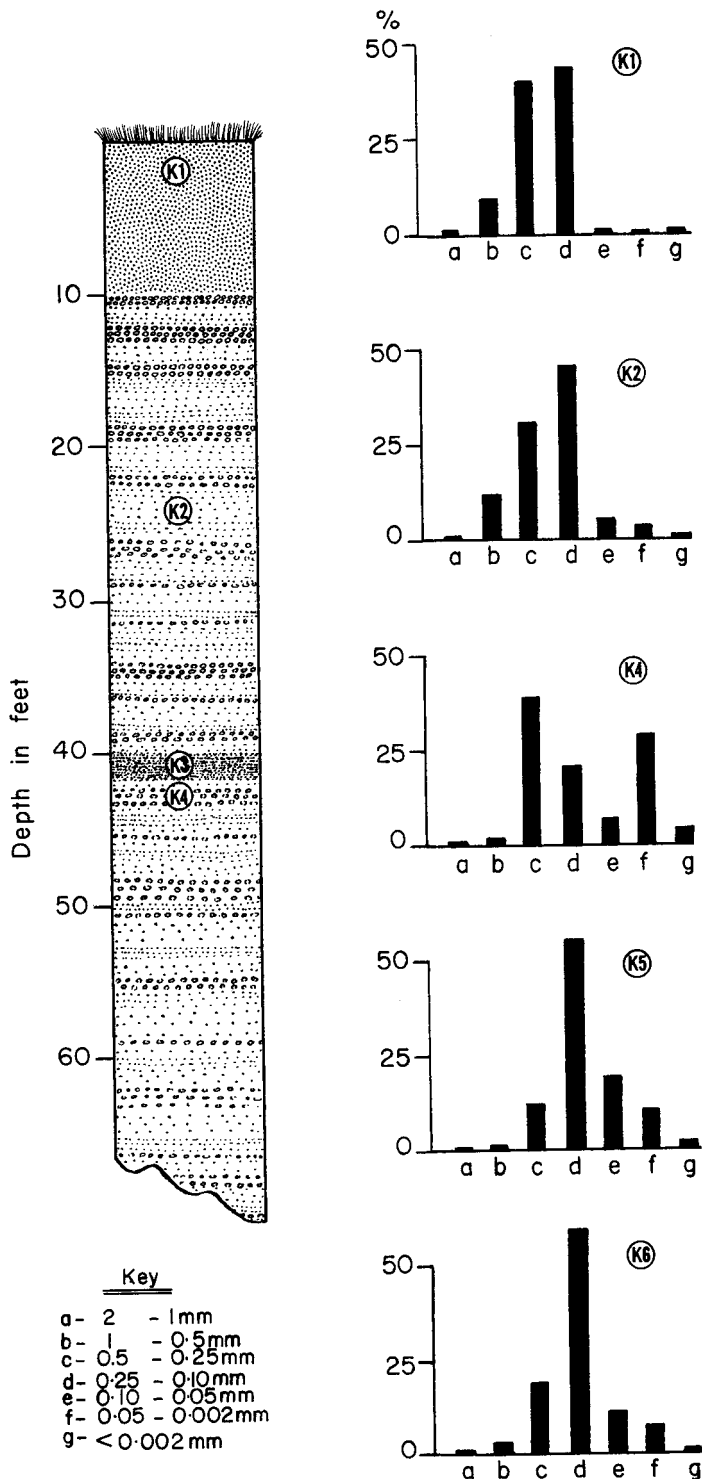 K1
10
20
K2
30
40
K3
K4
50
60
Depth in feet
Key
a- 2 - 1mm
b- 1 - 0.5mm
c- 0.5 - 0.25mm
d- 0.25 - 0.10mm
e- 0.10 - 0.05mm
f- 0.05 - 0.002mm
g- < 0.002mm
%
50
25
0
K1
a b c d e f g
50
25
0
K2
a b c d e f g
50
25
0
K4
a b c d e f g
50
25
0
K5
a b c d e f g
50
25
0
K6
a b c d e f g